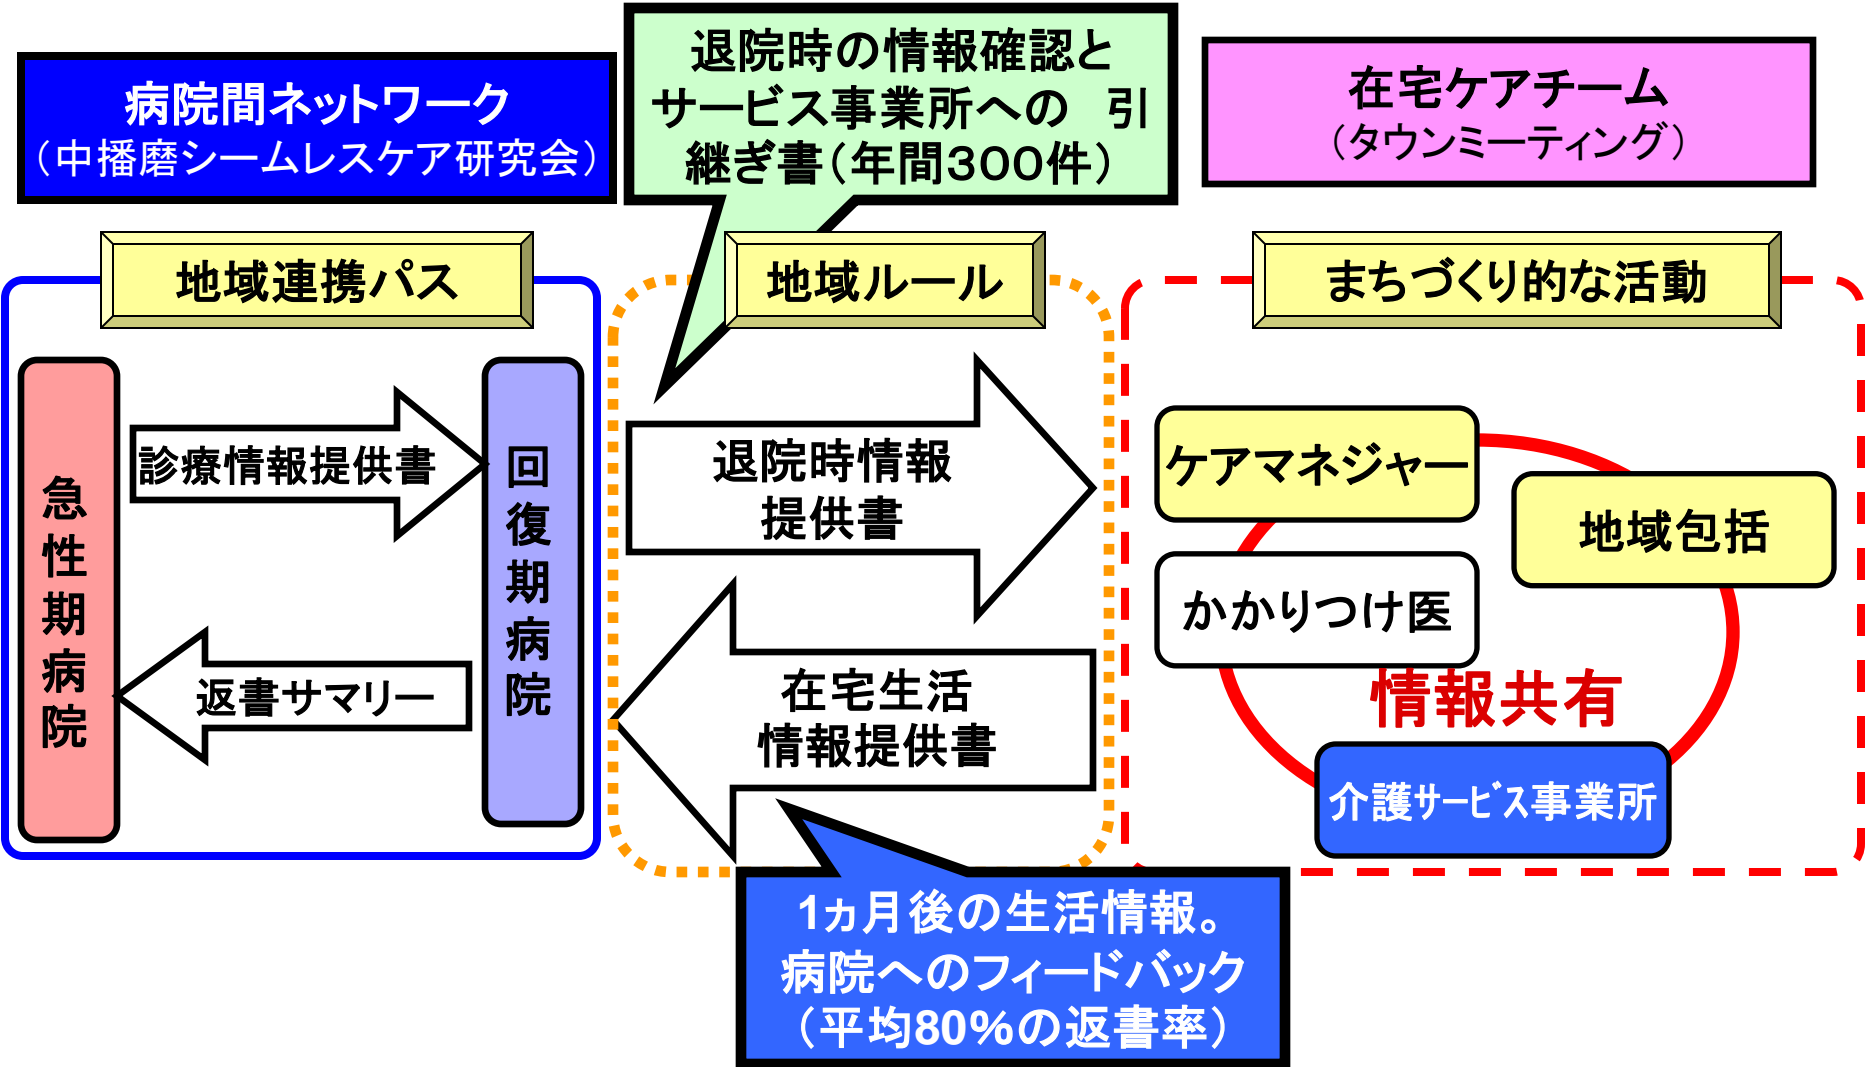 病院間ネットワーク
（中播磨シームレスケア研究会）
退院時の情報確認と
サービス事業所への　引
継ぎ書（年間３００件）
在宅ケアチーム
（タウンミーティング）
地域連携パス
地域ルール
まちづくり的な活動
急性期病院
診療情報提供書
返書サマリー
回復期病院
退院時情報
提供書
在宅生活
情報提供書
ケアマネジャー
地域包括
かかりつけ医
情報共有
介護ｻｰﾋﾞｽ事業所
1ヵ月後の生活情報。
病院へのフィードバック
（平均80%の返書率）